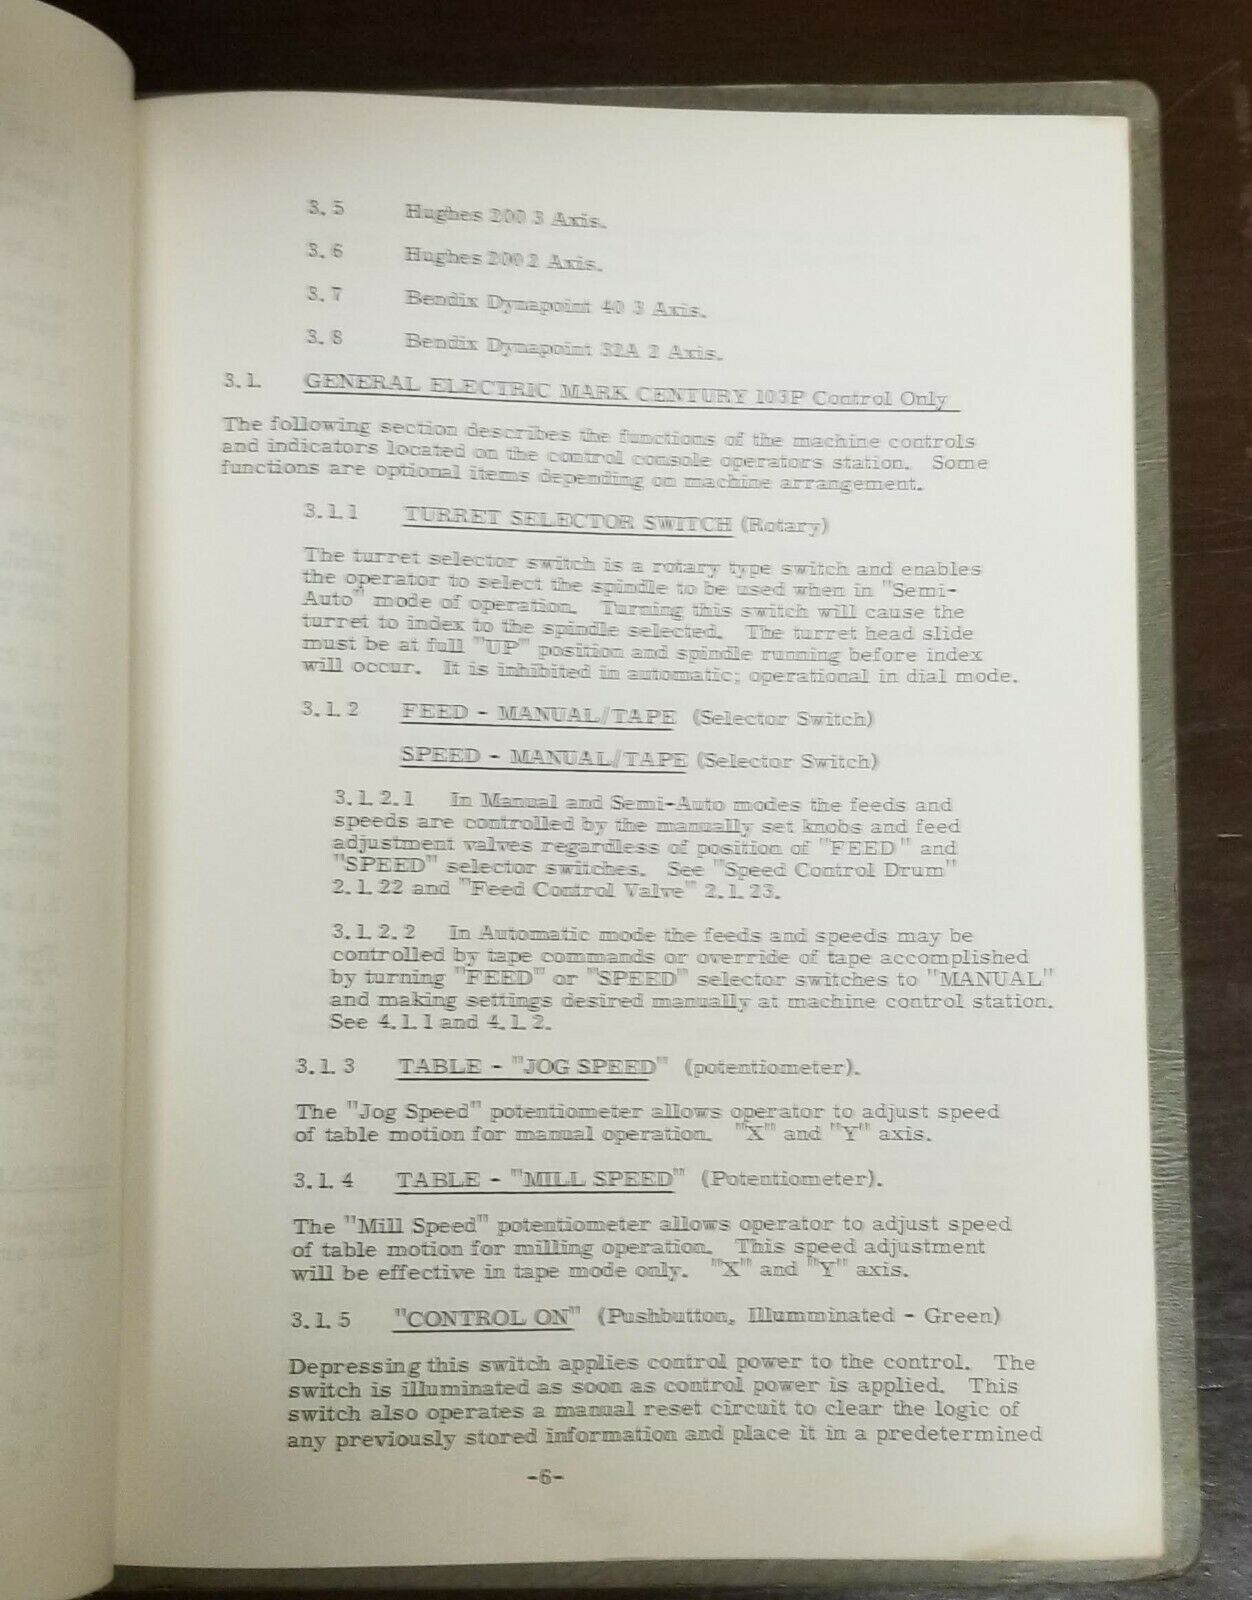 3. 5 Hughes 200 3 Axis.
3. 6 Hughes 200 2 Axis.
3. 7 Bendix Dynapoint 40 3 Axis.
3. 8 Bendix Dynapoint 32A 2 Axis.
3. 1. GENERAL ELECTRIC MARK CENTURY 103P Control Only
The following section describes the functions of the machine controls
and indicators located on the control console operators station. Some
functions are optional items depending on machine arrangement.
3. 1. 1 TURRET SELECTOR SWITCH (Rotary)
The turret selector switch is a rotary type switch and enables
the operator to select the spindle to be used when in "Semi-
Auto" mode of operation. Turning this switch will cause the
turret to index to the spindle selected. The turret head slide
must be at full "UP" position and spindle running before index
will occur. It is inhibited in automatic; operational in dial mode.
3. 1. 2 FEED - MANUAL/TAPE (Selector Switch)
SPEED - MANUAL/TAPE (Selector Switch)
3. 1. 2. 1 In Manual and Semi-Auto modes the feeds and
speeds are controlled by the manually set knobs and feed
adjustment valves regardless of position of "FEED" and
"SPEED" selector switches. See "Speed Control Drum"
2. 1. 22 and "Feed Control Valve" 2. 1. 23.
3. 1. 2. 2 In Automatic mode the feeds and speeds may be
controlled by tape commands or override of tape accomplished
by turning "FEED" or "SPEED" selector switches to "MANUAL"
and making settings desired manually at machine control station.
See 4. 1. 1 and 4. 1. 2.
3. 1. 3 TABLE - "JOG SPEED" (potentiometer).
The "Jog Speed" potentiometer allows operator to adjust speed
of table motion for manual operation. "X" and "Y" axis.
3. 1. 4 TABLE - "MILL SPEED" (Potentiometer).
The "Mill Speed" potentiometer allows operator to adjust speed
of table motion for milling operation. This speed adjustment
will be effective in tape mode only. "X" and "Y" axis.
3. 1. 5 "CONTROL ON" (Pushbutton, Illumminated - Green)
Depressing this switch applies control power to the control. The
switch is illuminated as soon as control power is applied. This
switch also operates a manual reset circuit to clear the logic of
any previously stored information and place it in a predetermined
-6-